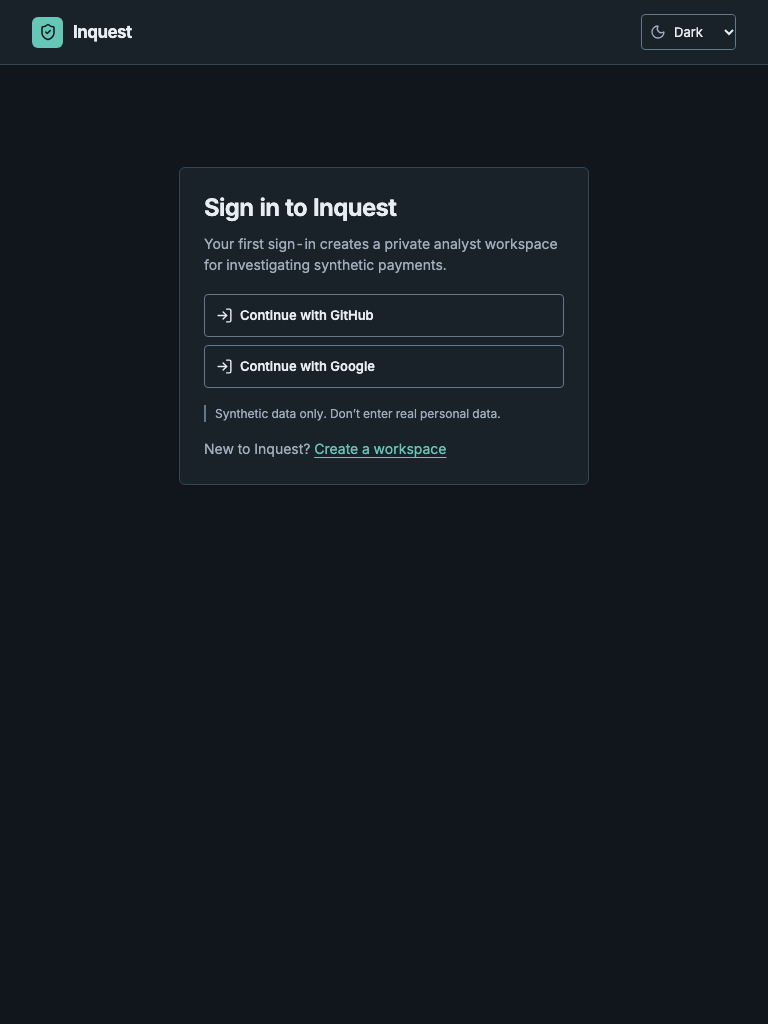 Inquest
Dark
Sign in to Inquest
Your first sign-in creates a private analyst workspace
for investigating synthetic payments.
Continue with GitHub
Continue with Google
Synthetic data only. Don’t enter real personal data.
New to Inquest? Create a workspace